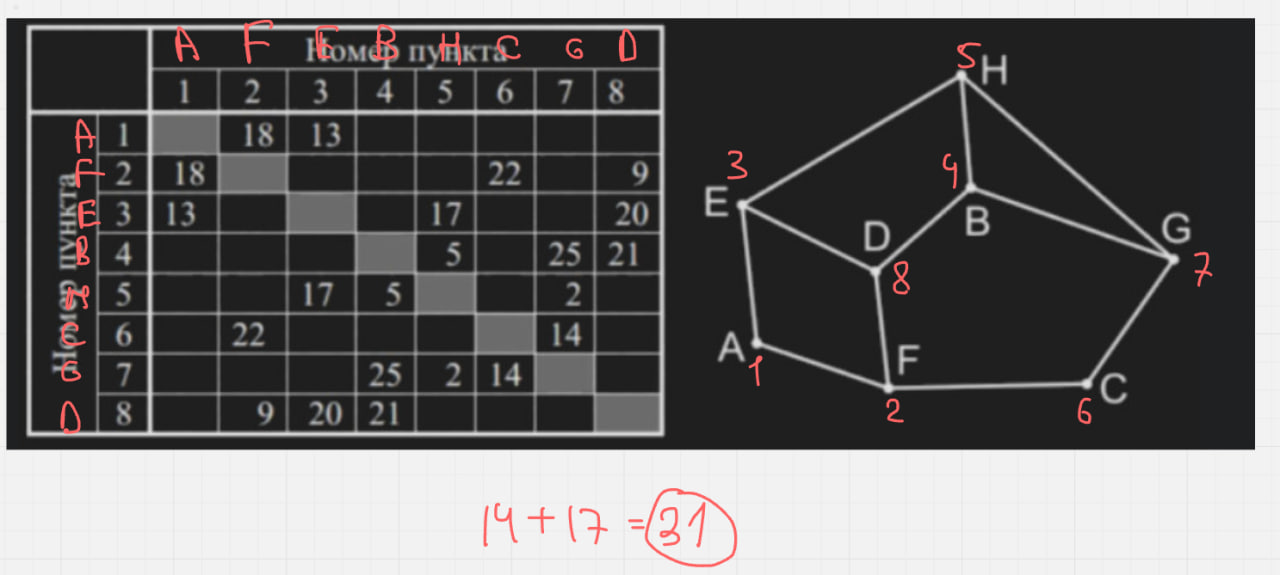 A F E B H C G D
Номер пункта
1 2 3 4 5 6 7 8
Номер пункта
A 1 18 13
F 2 18 22 9
E 3 13 17 20
B 4 5 25 21
H 5 17 5 2
C 6 22 14
G 7 25 2 14
D 8 9 20 21
5 H
3 E
4 B
D 8
G 7
A 1
F 2
C 6
14+17=31